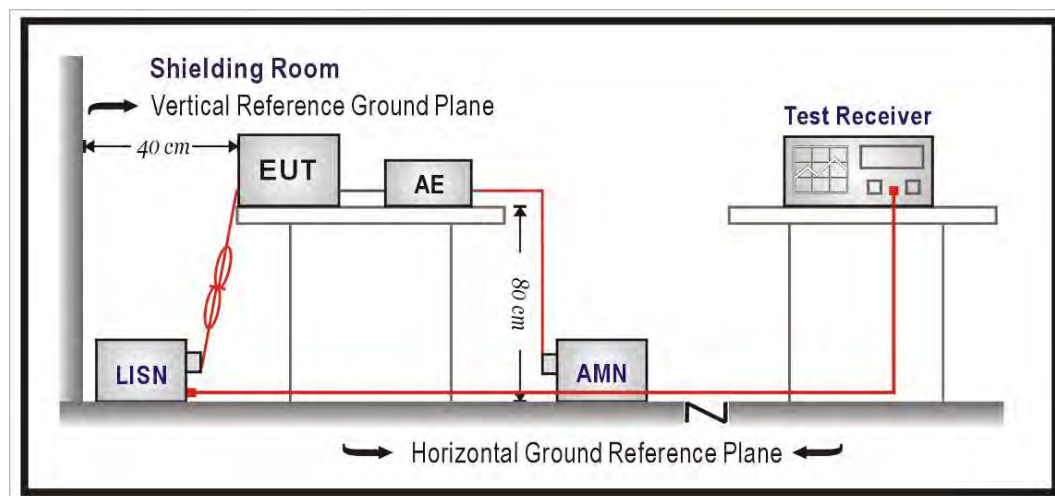 Shielding Room
Vertical Reference Ground Plane
Test Receiver
40 cm
EUT
AE
80 cm
LISN
AMN
Horizontal Ground Reference Plane